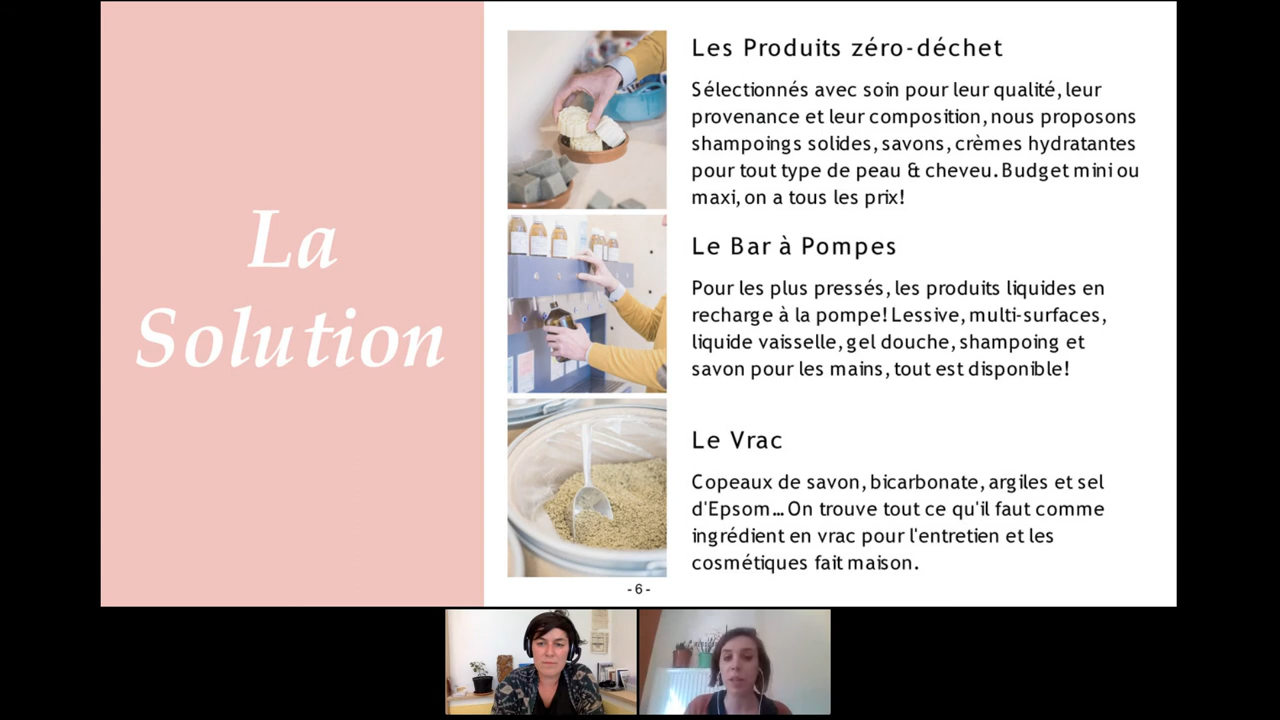 La
Solution
Les Produits zéro-déchet
Sélectionnés avec soin pour leur qualité, leur
provenance et leur composition, nous proposons
shampoings solides, savons, crèmes hydratantes
pour tout type de peau & cheveu. Budget mini ou
maxi, on a tous les prix!
Le Bar à Pompes
Pour les plus pressés, les produits liquides en
recharge à la pompe! Lessive, multi-surfaces,
liquide vaisselle, gel douche, shampoing et
savon pour les mains, tout est disponible!
Le Vrac
Copeaux de savon, bicarbonate, argiles et sel
d'Epsom... On trouve tout ce qu'il faut comme
ingrédient en vrac pour l'entretien et les
cosmétiques fait maison.
- 6 -